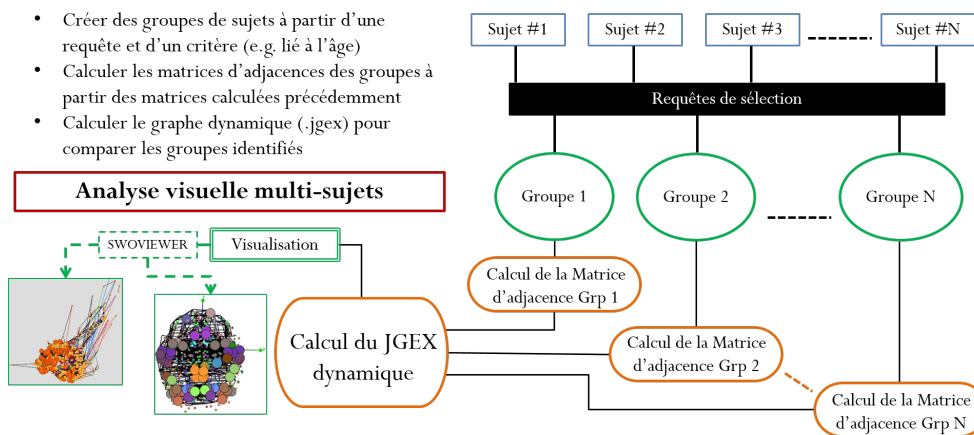 • Créer des groupes de sujets à partir d'une
requête et d'un critère (e.g. lié à l'âge)
• Calculer les matrices d'adjacences des groupes à
partir des matrices calculées précédemment
• Calculer le graphe dynamique (.jgex) pour
comparer les groupes identifiés
Analyse visuelle multi-sujets
Sujet #1
Sujet #2
Sujet #3
Sujet #N
Requêtes de sélection
Groupe 1
Groupe 2
Groupe N
SWOVIEWER
Visualisation
Calcul de la Matrice
d'adjacence Grp 1
Calcul du JGEX
dynamique
Calcul de la Matrice
d'adjacence Grp 2
Calcul de la Matrice
d'adjacence Grp N